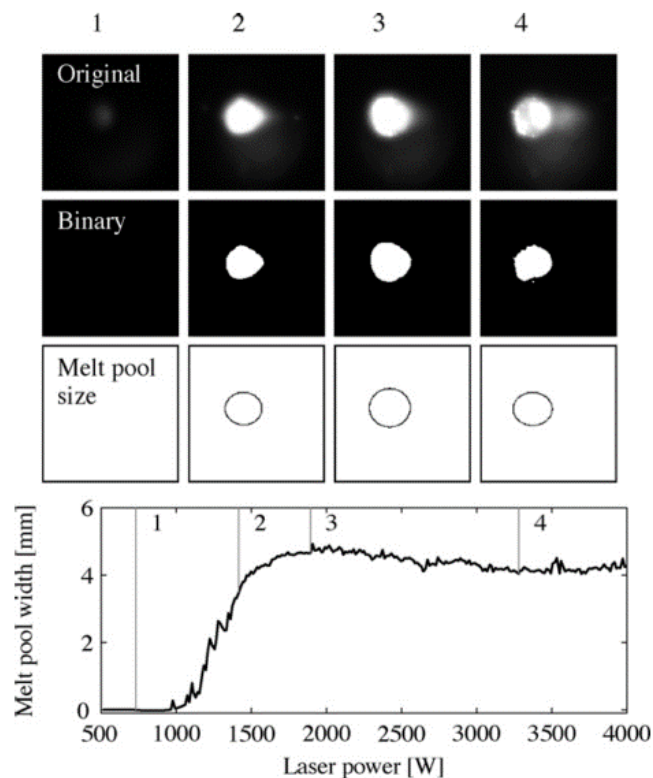 1 2 3 4
Original
Binary
Melt pool
size
6
4
2
0
Melt pool width [mm]
1 2 3 4
500 1000 1500 2000 2500 3000 3500 4000
Laser power [W]